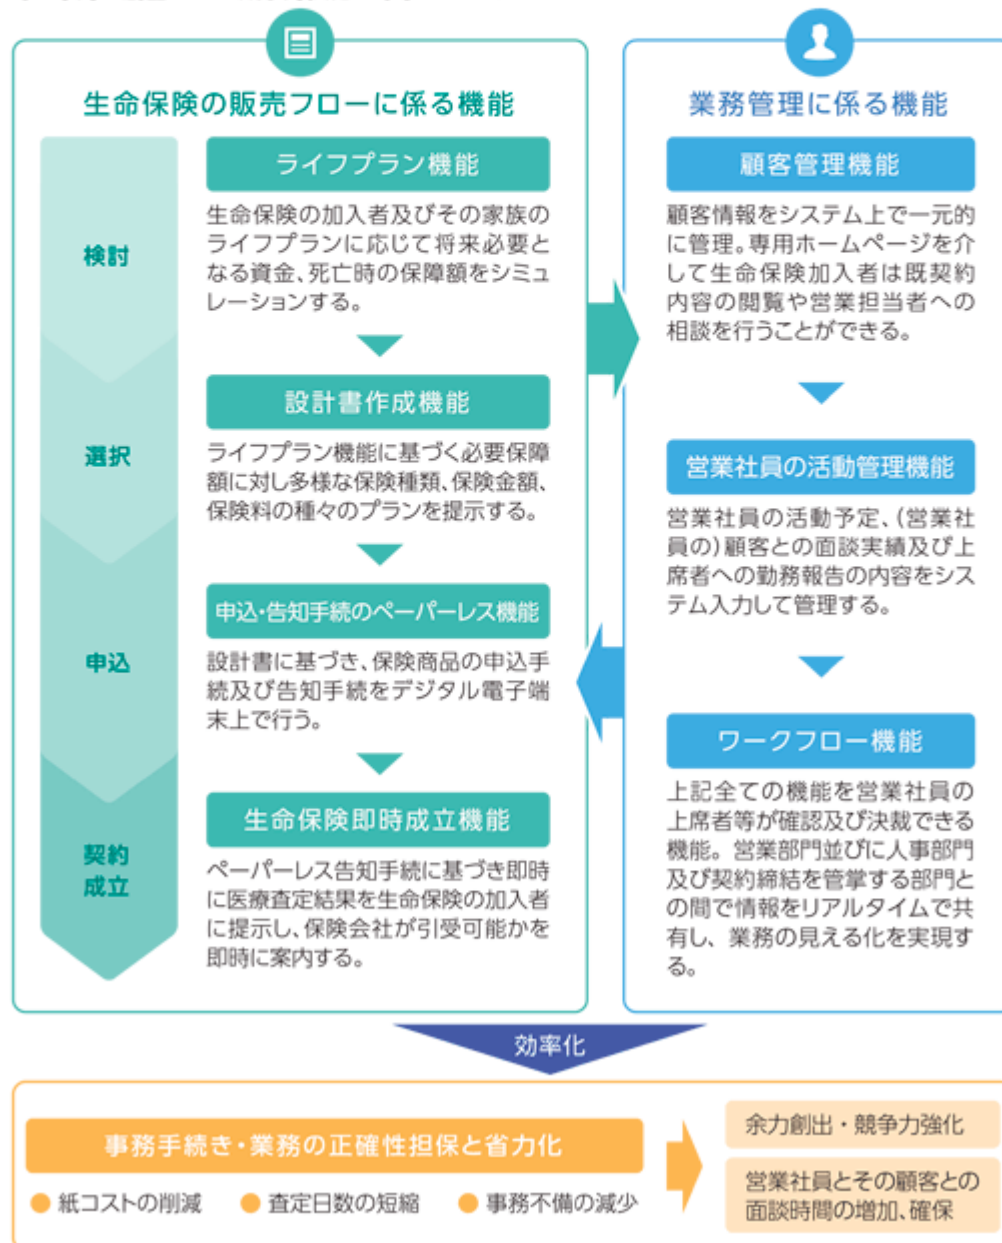 生命保険の販売フローに係る機能
検討
選択
申込
契約
成立
ライフプラン機能
生命保険の加入者及びその家族の
ライフプランに応じて将来必要と
なる資金、死亡時の保障額をシミュ
レーションする。
設計書作成機能
ライフプラン機能に基づく必要保障
額に対し多様な保険種類、保険金額、
保険料の種々のプランを提示する。
申込・告知手続のペーパーレス機能
設計書に基づき、保険商品の申込手
続及び告知手続をデジタル電子端
末上で行う。
生命保険即時成立機能
ペーパーレス告知手続に基づき即時
に医療査定結果を生命保険の加入者
に提示し、保険会社が引受可能かを
即時に案内する。
業務管理に係る機能
顧客管理機能
顧客情報をシステム上で一元的
に管理。専用ホームページを介
して生命保険加入者は既契約
内容の閲覧や営業担当者への
相談を行うことができる。
営業社員の活動管理機能
営業社員の活動予定、(営業社
員の)顧客との面談実績及び上
席者への勤務報告の内容をシス
テム入力して管理する。
ワークフロー機能
上記全ての機能を営業社員の
上席者等が確認及び決裁できる
機能。営業部門並びに人事部門
及び契約締結を管掌する部門と
の間で情報をリアルタイムで共
有し、業務の見える化を実現す
る。
効率化
事務手続き・業務の正確性担保と省力化
紙コストの削減
査定日数の短縮
事務不備の減少
余力創出・競争力強化
営業社員とその顧客との
面談時間の増加、確保